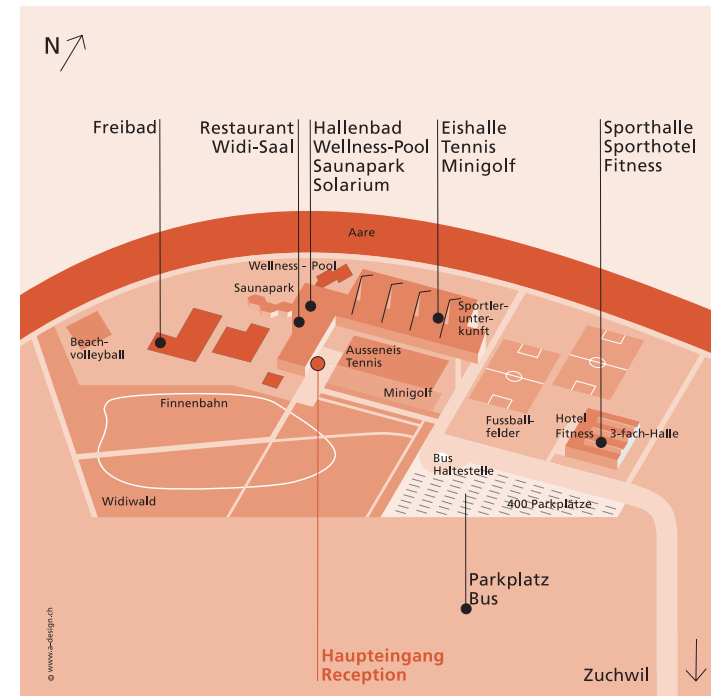 N
Freibad
Restaurant
Widi-Saal
Hallenbad
Wellness-Pool
Saunapark
Solarium
Eishalle
Tennis
Minigolf
Sporthalle
Sporthotel
Fitness
Aare
Wellness - Pool
Saunapark
Sportler-
unter-
kunft
Beach-
volleyball
Ausseneis
Tennis
Minigolf
Finnenbahn
Fussball-
felder
Hotel
Fitness
3-fach-Halle
Bus
Haltestelle
Widiwald
400 Parkplätze
Parkplatz
Bus
© www.a-design.ch
Haupteingang
Reception
Zuchwil